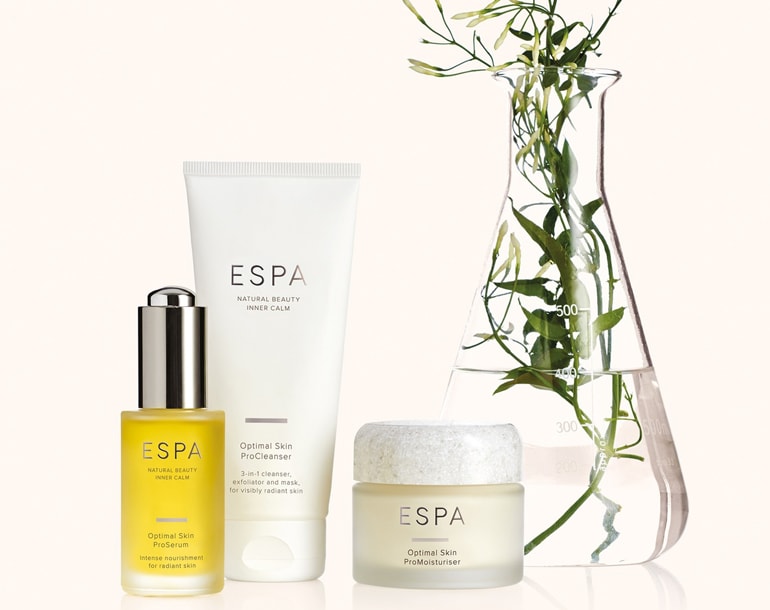 ESPA
NATURAL BEAUTY
INNER CALM
Optimal Skin
ProCleanser
3-in-1 cleanser,
exfoliator and mask,
for visibly radiant skin
ESPA
NATURAL BEAUTY
INNER CALM
Optimal Skin
ProSerum
Intense nourishment
for radiant skin
ESPA
Optimal Skin
ProMoisturiser
500
400
300
200